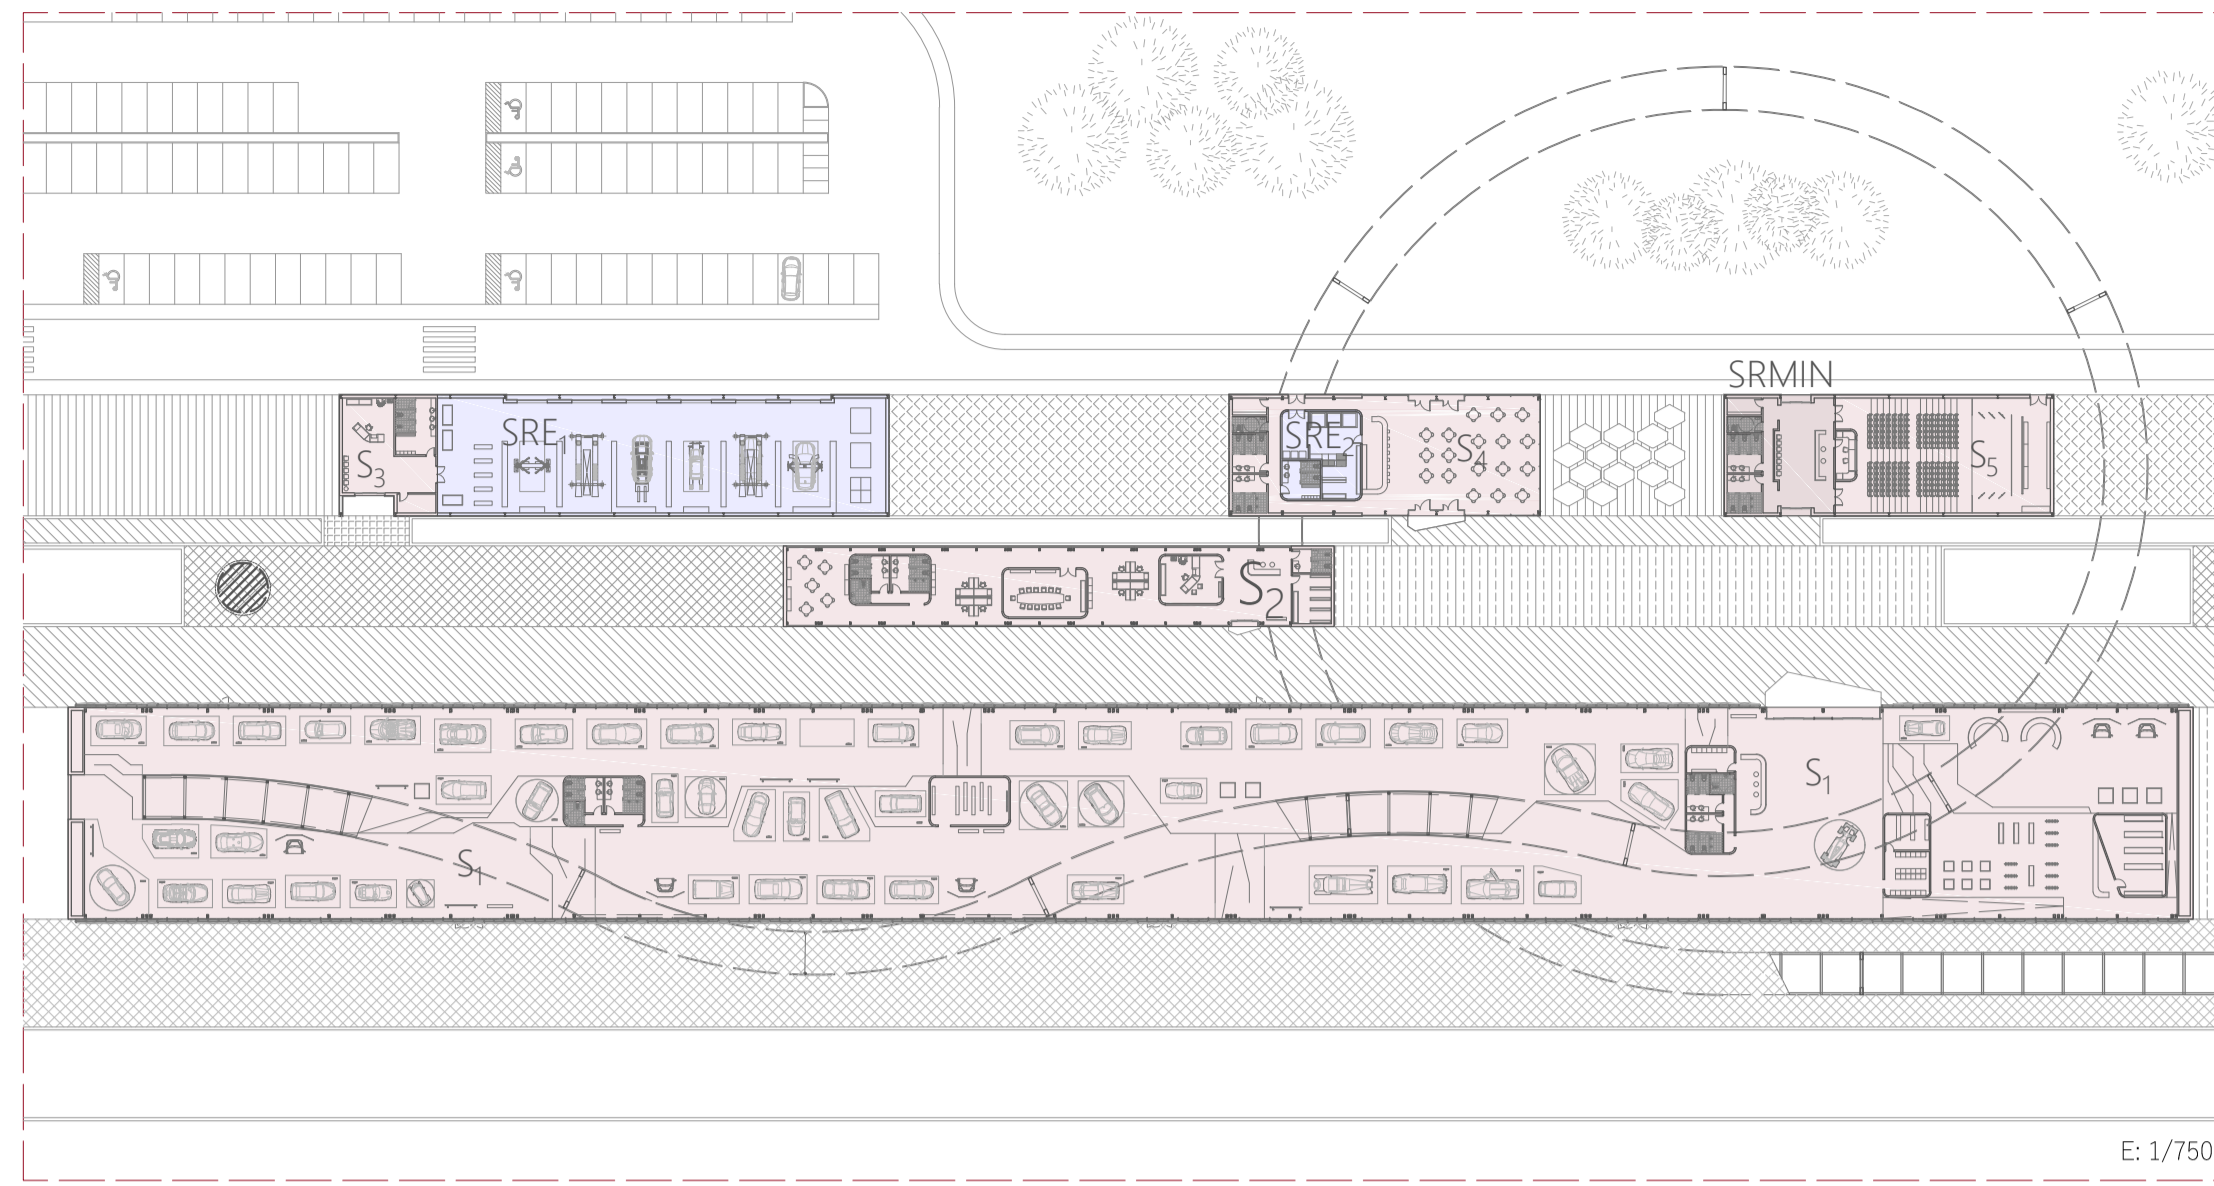 SRMIN
SRE₁
SRE₂
S₄
S₅
S₃
S₂
S₁
S₁
E: 1/750